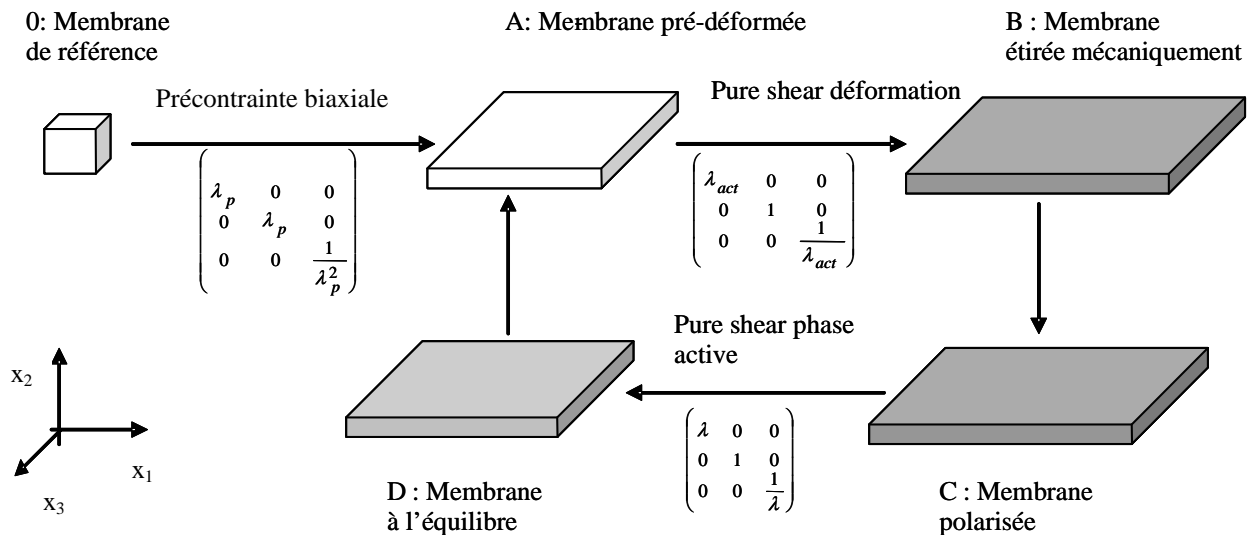 0: Membrane
de référence
A: Membrane pré-déformée
B : Membrane
étirée mécaniquement
Précontrainte biaxiale
Pure shear déformation
λp 0 0
0 λp 0
0 0 1/λp²
λact 0 0
0 1 0
0 0 1/λact
Pure shear phase
active
λ 0 0
0 1 0
0 0 1/λ
x2
x1
x3
D : Membrane
à l'équilibre
C : Membrane
polarisée